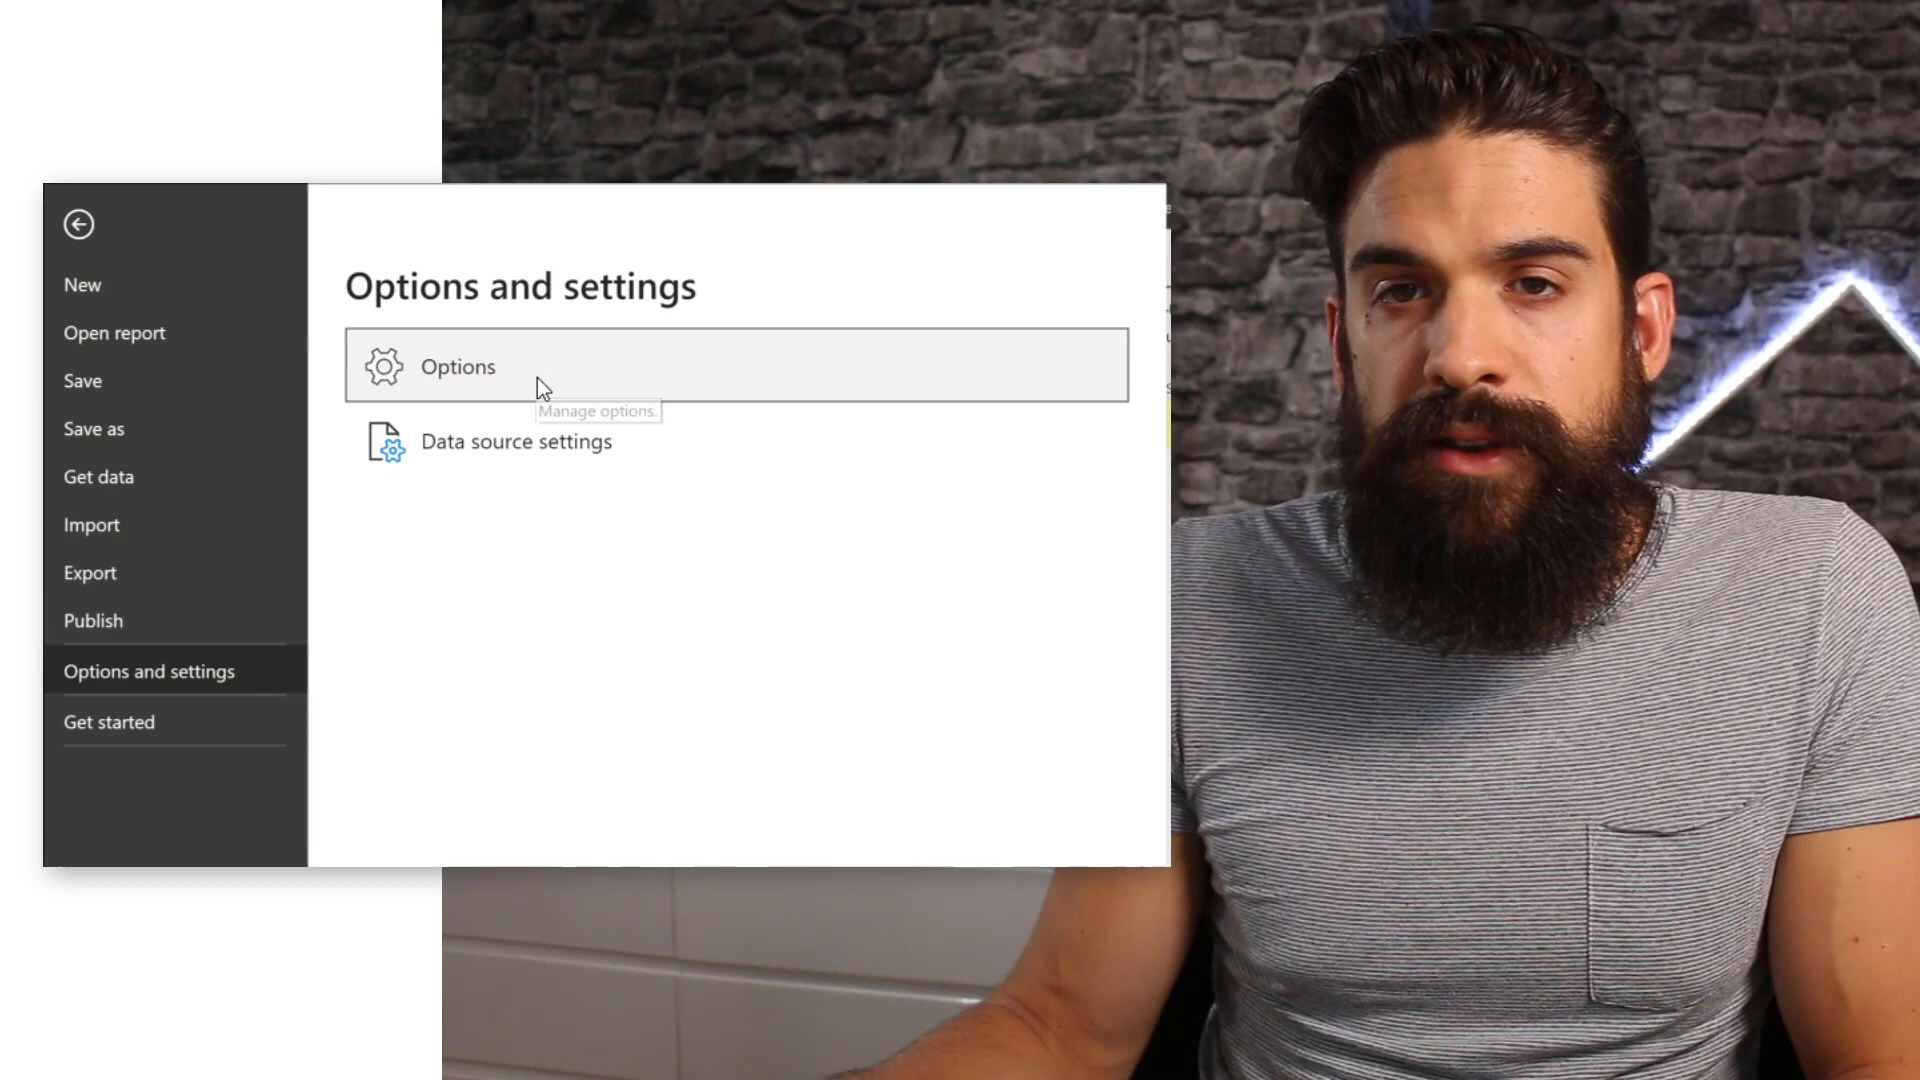 New
Open report
Save
Save as
Get data
Import
Export
Publish
Options and settings
Get started
Options and settings
Options
Manage options.
Data source settings